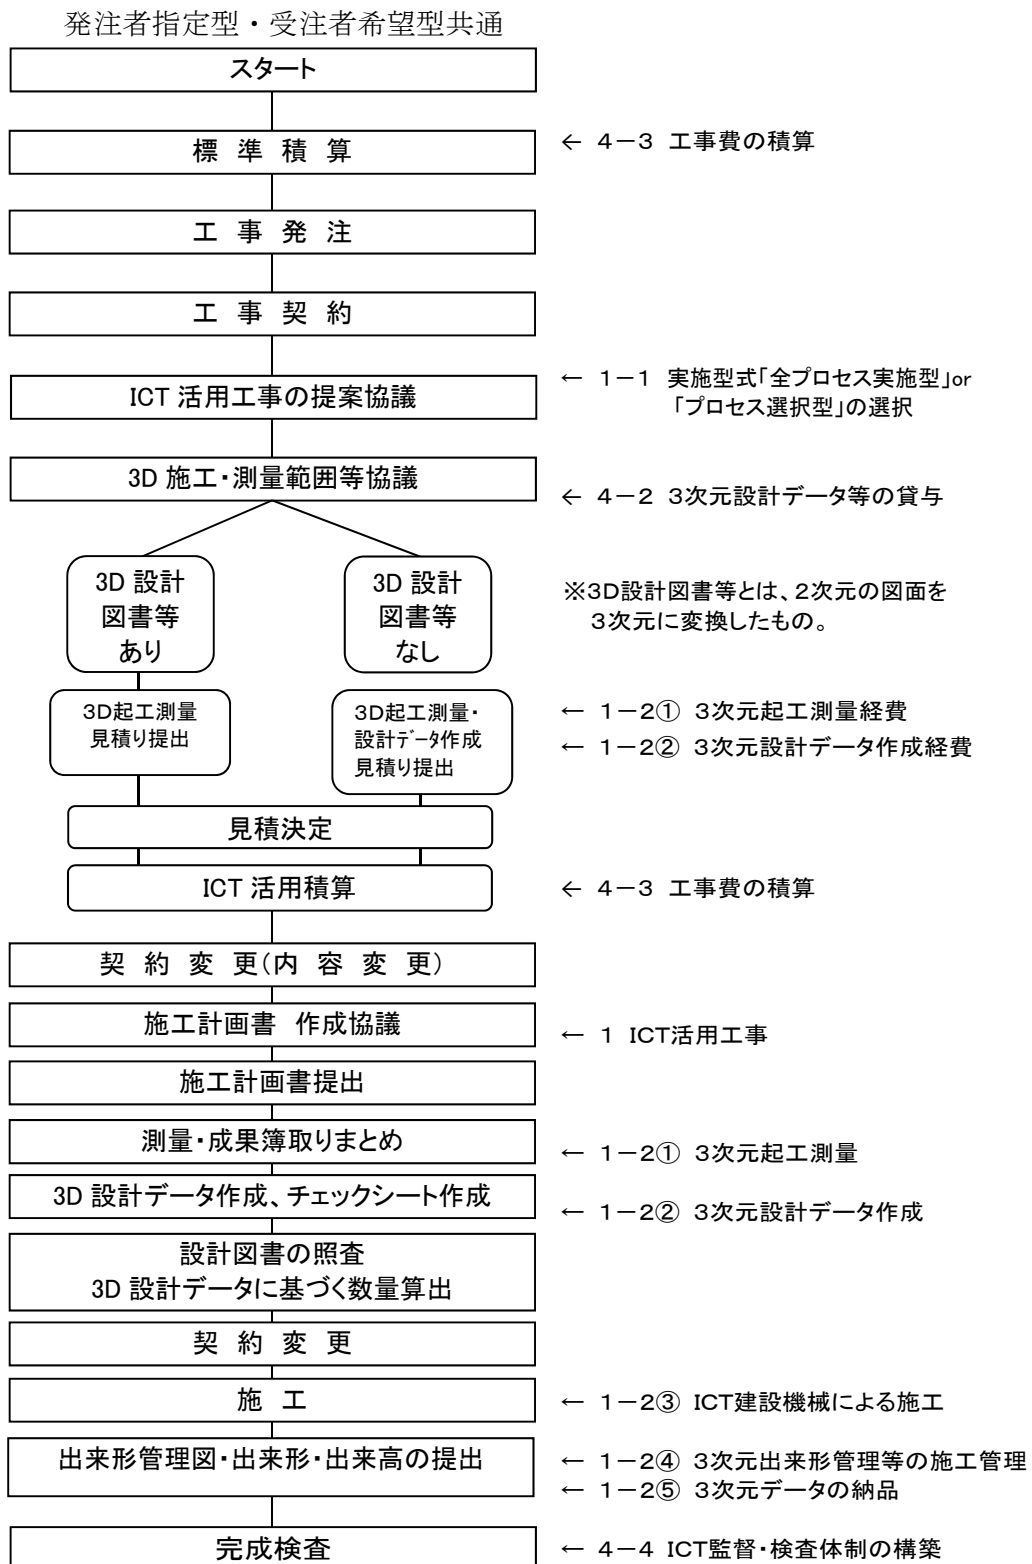 発注者指定型・受注者希望型共通
スタート
標 準 積 算
← 4－3 工事費の積算
工 事 発 注
工 事 契 約
ICT 活用工事の提案協議
← 1－1 実施型式「全プロセス実施型」or
「プロセス選択型」の選択
3D 施工・測量範囲等協議
← 4－2 3次元設計データ等の貸与
3D 設計
図書等
あり
3D 設計
図書等
なし
※3D設計図書等とは、2次元の図面を
3次元に変換したもの。
3D起工測量
見積り提出
3D起工測量・
設計ﾃﾞｰﾀ作成
見積り提出
← 1－2① 3次元起工測量経費
← 1－2② 3次元設計データ作成経費
見積決定
ICT 活用積算
← 4－3 工事費の積算
契 約 変 更（内 容 変 更）
施工計画書 作成協議
← 1 ICT活用工事
施工計画書提出
測量・成果簿取りまとめ
← 1－2① 3次元起工測量
3D 設計データ作成、チェックシート作成
← 1－2② 3次元設計データ作成
設計図書の照査
3D 設計データに基づく数量算出
契 約 変 更
施 工
← 1－2③ ICT建設機械による施工
出来形管理図・出来形・出来高の提出
← 1－2④ 3次元出来形管理等の施工管理
← 1－2⑤ 3次元データの納品
完成検査
← 4－4 ICT監督・検査体制の構築